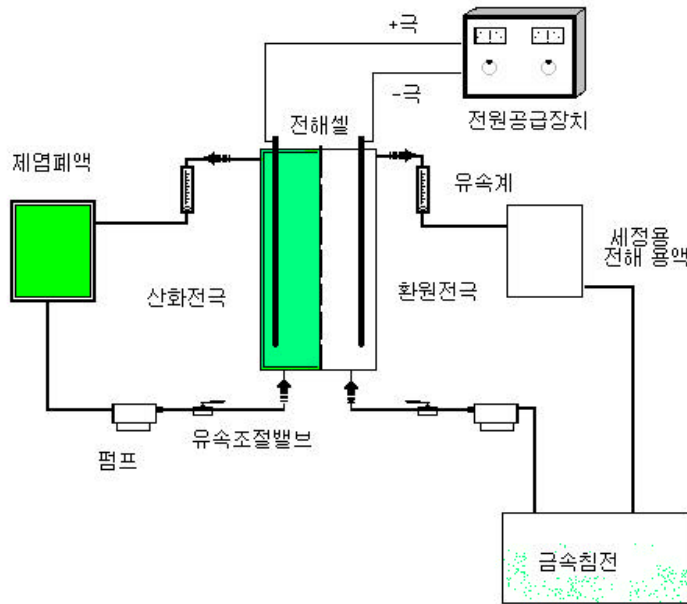 +극
-극
전원공급장치
전해셀
제염폐액
유속계
세정용
전해 용액
산화전극
환원전극
유속조절밸브
펌프
금속침전